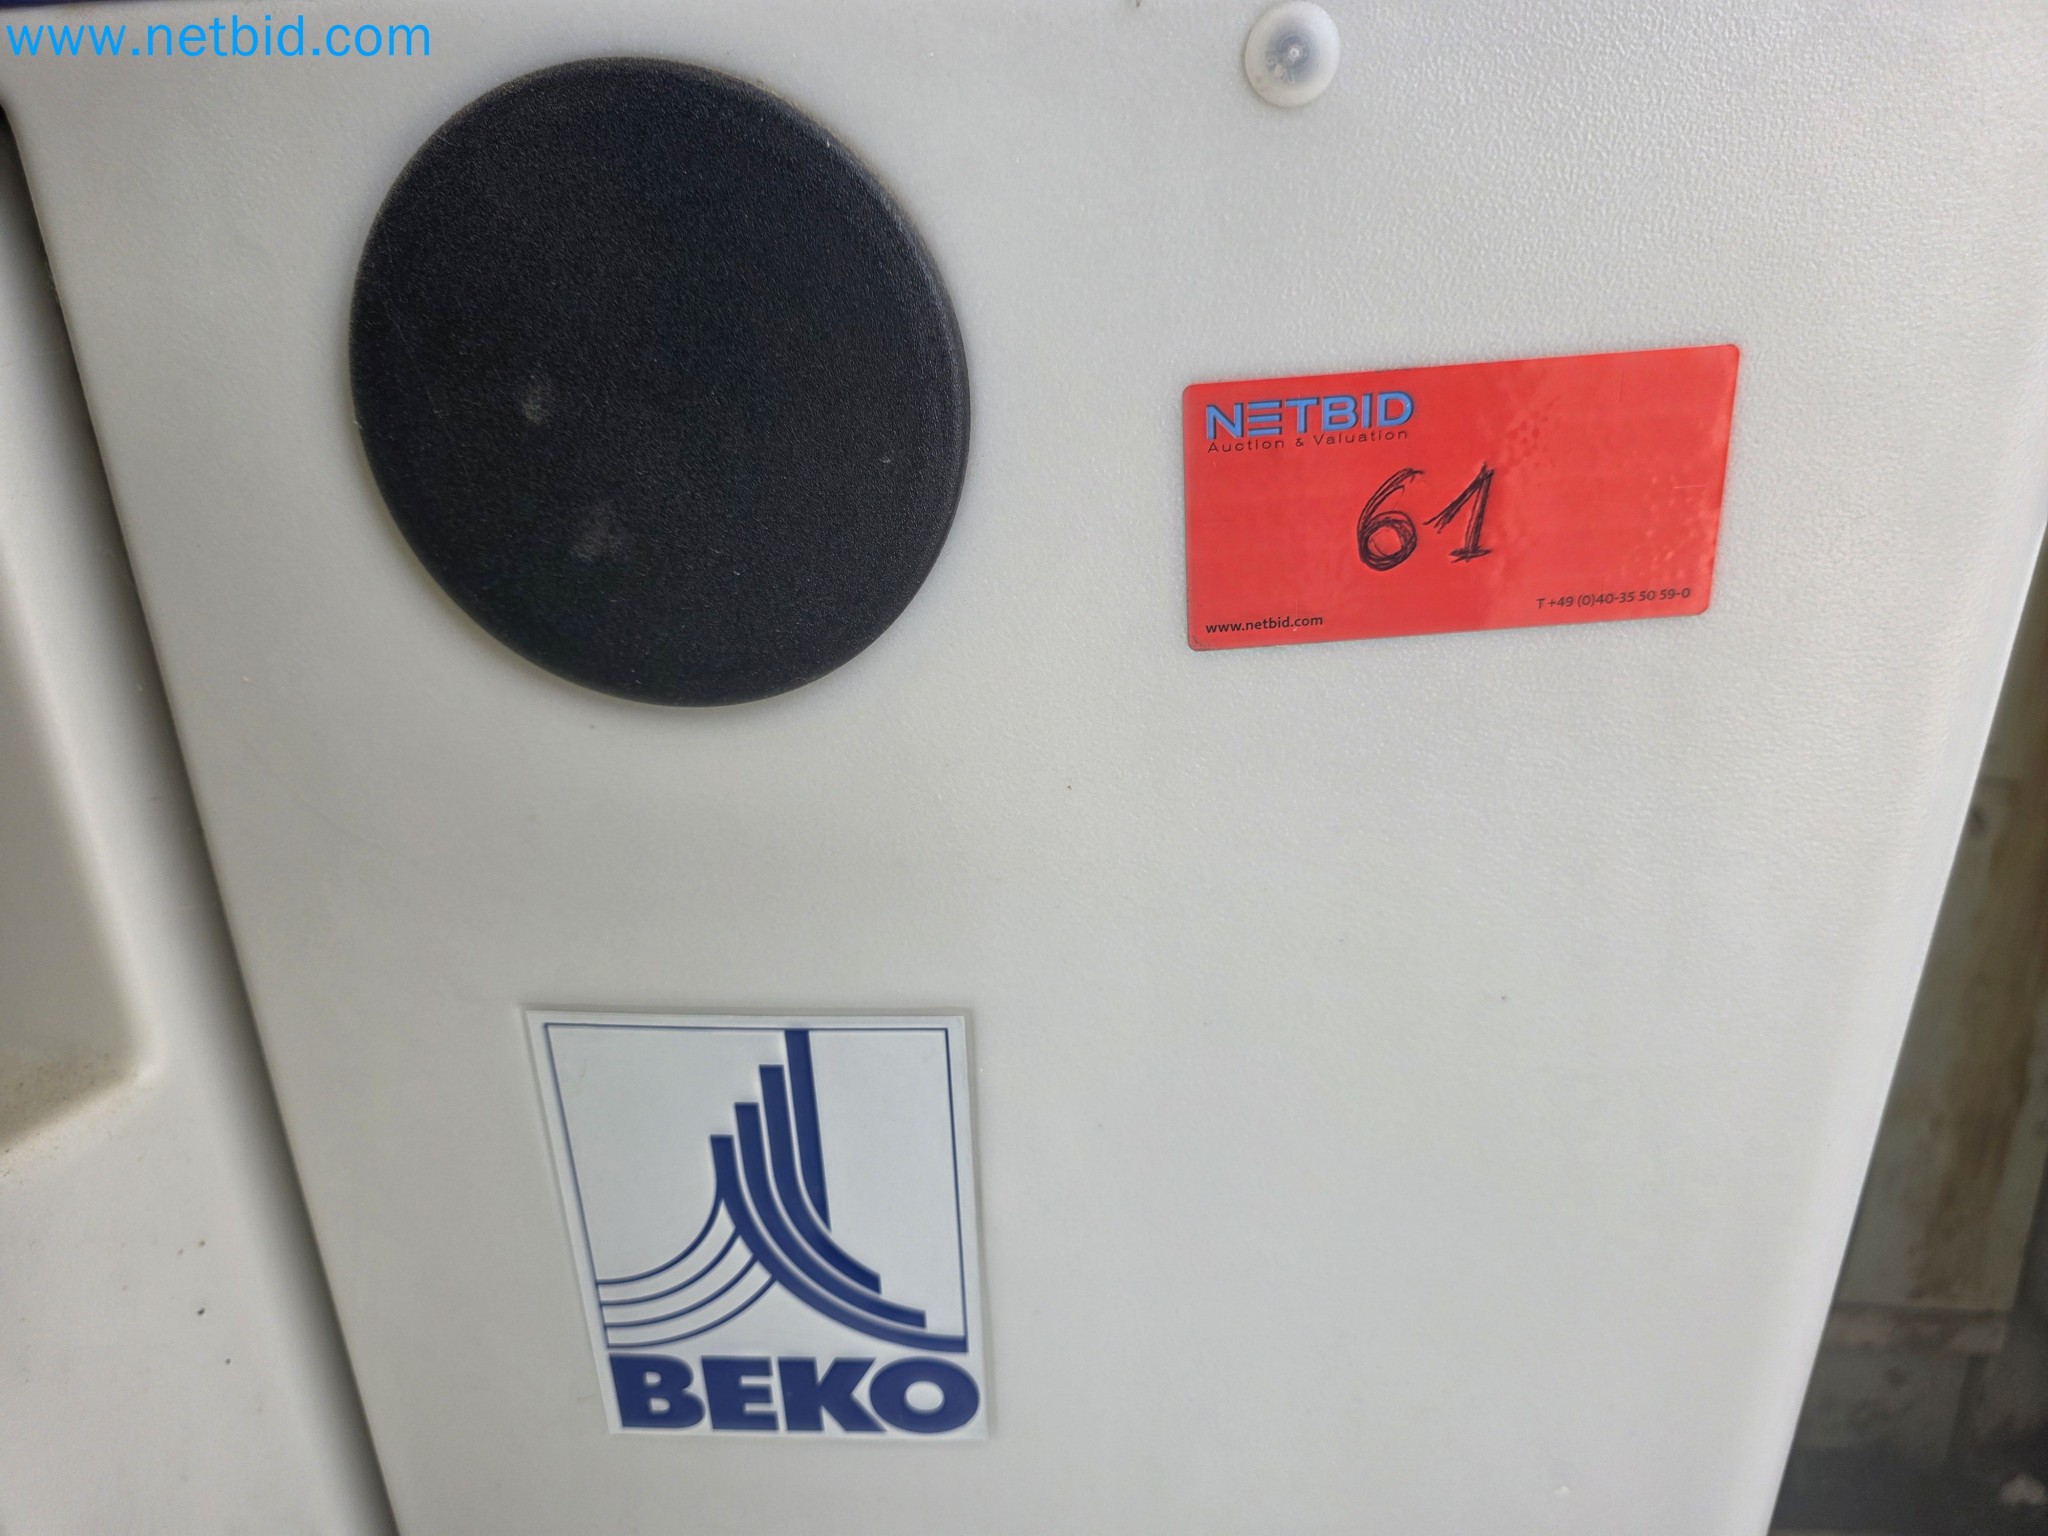 www.netbid.com
NETBID
Auction & Valuation
61
www.netbid.com
T +49 (0)40-35 50 59-0
BEKO